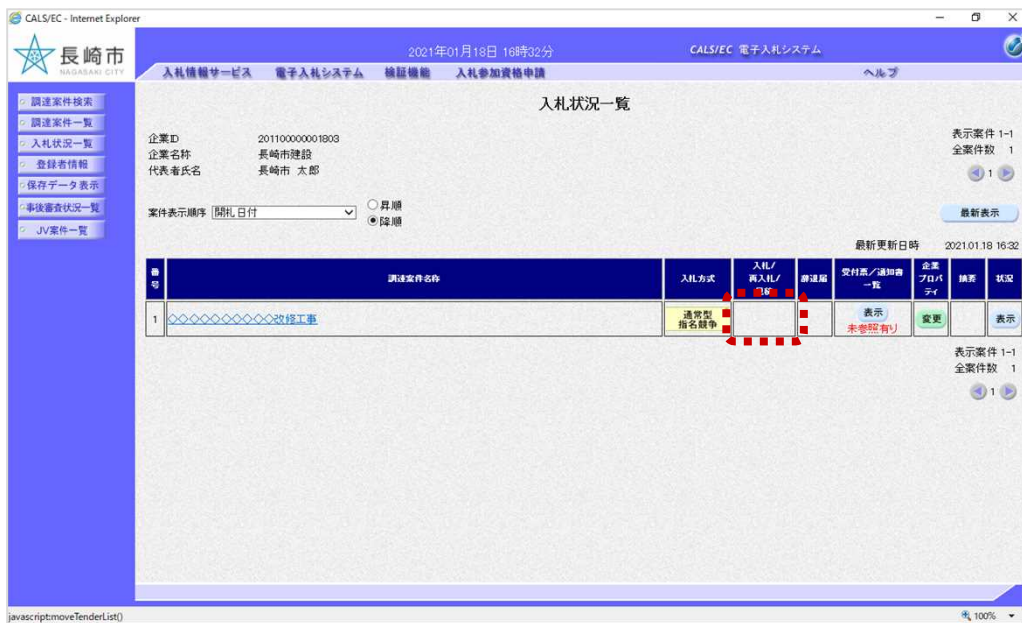 CALS/EC - Internet Explorer
長崎市
NAGASAKI CITY
2021年01月18日 16時32分
CALS/EC 電子入札システム
入札情報サービス 電子入札システム 検証機能 入札参加資格申請 ヘルプ
調達案件検索
調達案件一覧
入札状況一覧
登録者情報
保存データ表示
事後審査状況一覧
JV案件一覧
入札状況一覧
企業ID 201100000001803
企業名称 長崎市建設
代表者氏名 長崎市 太郎
表示案件 1-1
全案件数 1
1
案件表示順序 開札日付
昇順
降順
最新表示
最新更新日時 2021.01.18 16:32
番号 調達案件名称 入札方式 入札/再入札/ 辞退届 受付票/通知書一覧 企業プロパティ 摘要 状況
1 ◇◇◇◇◇◇◇◇◇◇改修工事 通常型指名競争 表示 未参照有り 変更 表示
表示案件 1-1
全案件数 1
1
javascript:moveTenderList()
100%